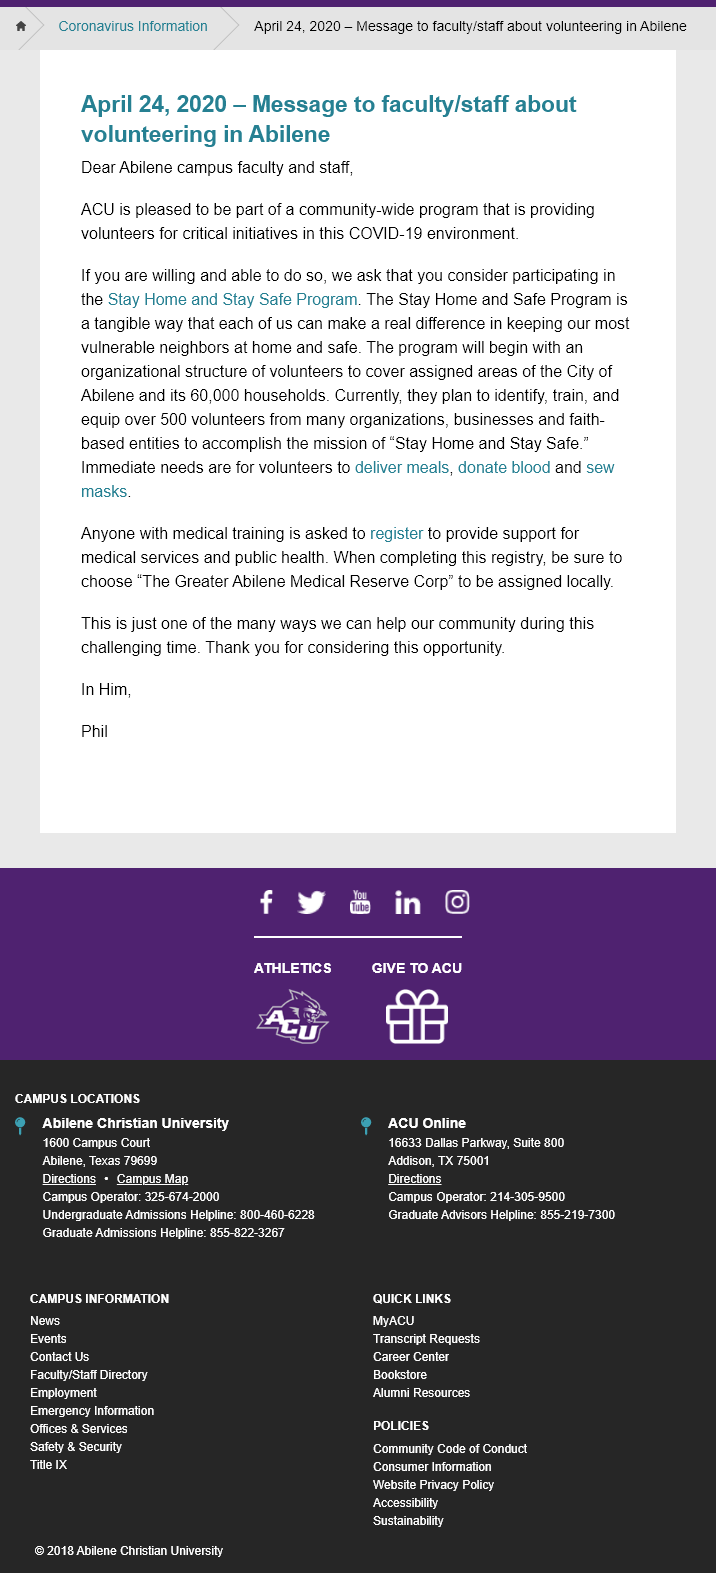 Coronavirus Information April 24, 2020 – Message to faculty/staff about volunteering in Abilene
April 24, 2020 – Message to faculty/staff about
volunteering in Abilene
Dear Abilene campus faculty and staff,
ACU is pleased to be part of a community-wide program that is providing
volunteers for critical initiatives in this COVID-19 environment.
If you are willing and able to do so, we ask that you consider participating in
the Stay Home and Stay Safe Program. The Stay Home and Safe Program is
a tangible way that each of us can make a real difference in keeping our most
vulnerable neighbors at home and safe. The program will begin with an
organizational structure of volunteers to cover assigned areas of the City of
Abilene and its 60,000 households. Currently, they plan to identify, train, and
equip over 500 volunteers from many organizations, businesses and faith-
based entities to accomplish the mission of “Stay Home and Stay Safe.”
Immediate needs are for volunteers to deliver meals, donate blood and sew
masks.
Anyone with medical training is asked to register to provide support for
medical services and public health. When completing this registry, be sure to
choose “The Greater Abilene Medical Reserve Corp” to be assigned locally.
This is just one of the many ways we can help our community during this
challenging time. Thank you for considering this opportunity.
In Him,
Phil
You Tube in
ATHLETICS GIVE TO ACU
ACU
CAMPUS LOCATIONS
Abilene Christian University
1600 Campus Court
Abilene, Texas 79699
Directions • Campus Map
Campus Operator: 325-674-2000
Undergraduate Admissions Helpline: 800-460-6228
Graduate Admissions Helpline: 855-822-3267
ACU Online
16633 Dallas Parkway, Suite 800
Addison, TX 75001
Directions
Campus Operator: 214-305-9500
Graduate Advisors Helpline: 855-219-7300
CAMPUS INFORMATION
News
Events
Contact Us
Faculty/Staff Directory
Employment
Emergency Information
Offices & Services
Safety & Security
Title IX
QUICK LINKS
MyACU
Transcript Requests
Career Center
Bookstore
Alumni Resources
POLICIES
Community Code of Conduct
Consumer Information
Website Privacy Policy
Accessibility
Sustainability
© 2018 Abilene Christian University